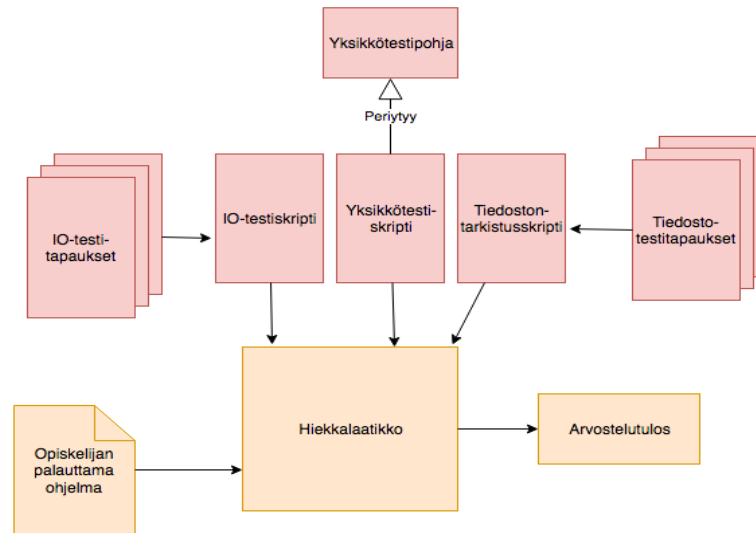 Yksikkötestipohja
Periytyy
IO-testi-
tapaukset
IO-testiskripti
Yksikkötesti-
skripti
Tiedoston-
tarkistusskripti
Tiedosto-
testitapaukset
Hiekkalaatikko
Arvostelutulos
Opiskelijan
palauttama
ohjelma